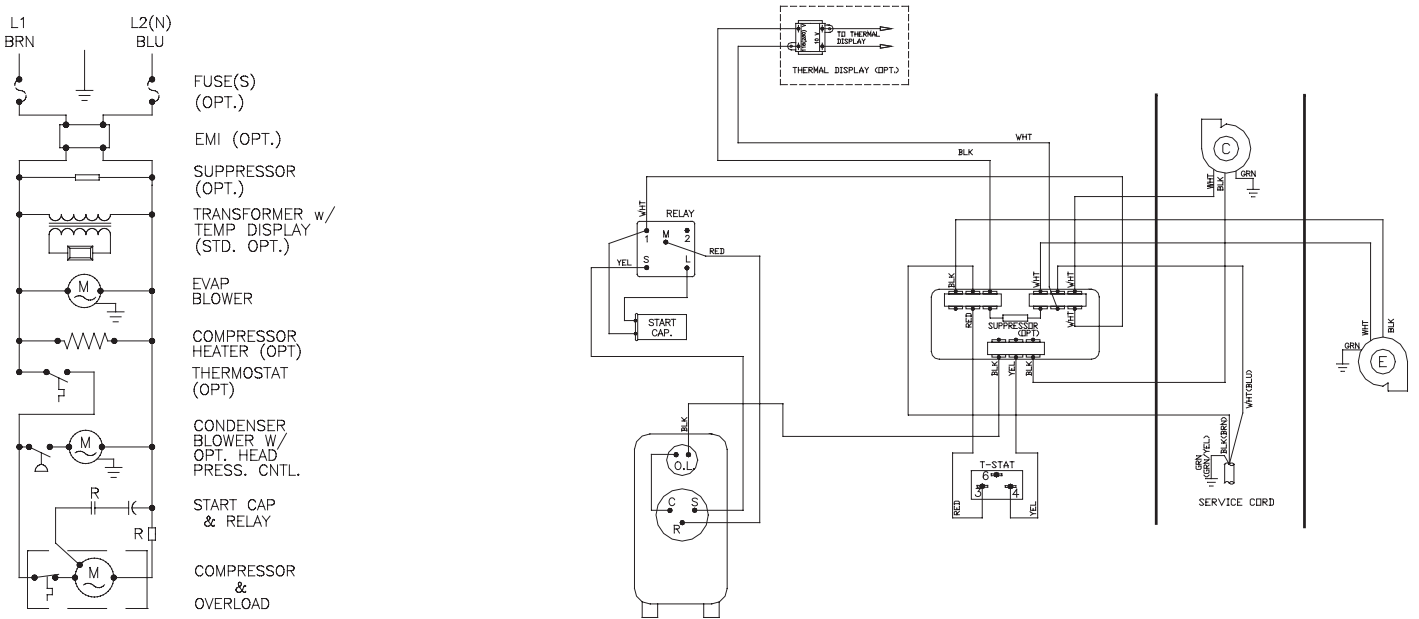 L1
BRN
L2(N)
BLU
FUSE(S)
(OPT.)
EMI (OPT.)
SUPPRESSOR
(OPT.)
TRANSFORMER w/
TEMP DISPLAY
(STD. OPT.)
M
EVAP
BLOWER
COMPRESSOR
HEATER (OPT)
THERMOSTAT
(OPT)
M
CONDENSER
BLOWER W/
OPT. HEAD
PRESS. CNTL.
R
START CAP
& RELAY
R
M
COMPRESSOR
&
OVERLOAD
10 V
TO THERMAL
DISPLAY
THERMAL DISPLAY (OPT.)
WHT
BLK
WHT
RELAY
1
M
2
S
L
YEL
RED
START
CAP.
BLK
O.L.
C
S
R
BLK
WHT
WHT
RED
SUPPRESSOR
(OPT)
WHT
BLK
YEL
BLK
T-STAT
6
3
4
RED
YEL
C
WHT
BLK
GRN
WHT(BLU)
BLK(BRN)
GRN
(GRN/YEL)
SERVICE CORD
WHT
BLK
GRN
E